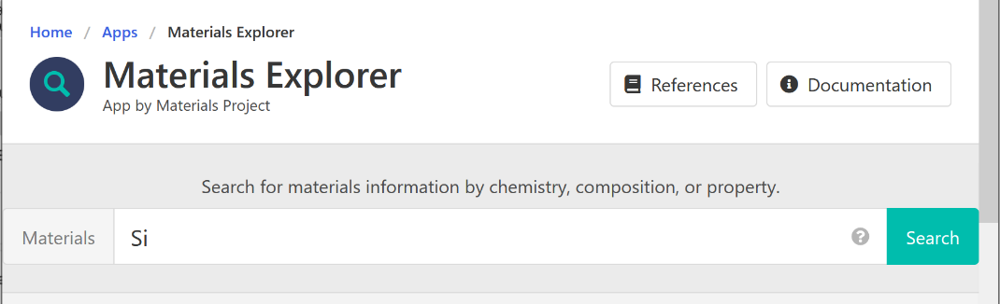 Home / Apps / Materials Explorer
Materials Explorer
App by Materials Project
References
Documentation
Search for materials information by chemistry, composition, or property.
Materials
Si
Search